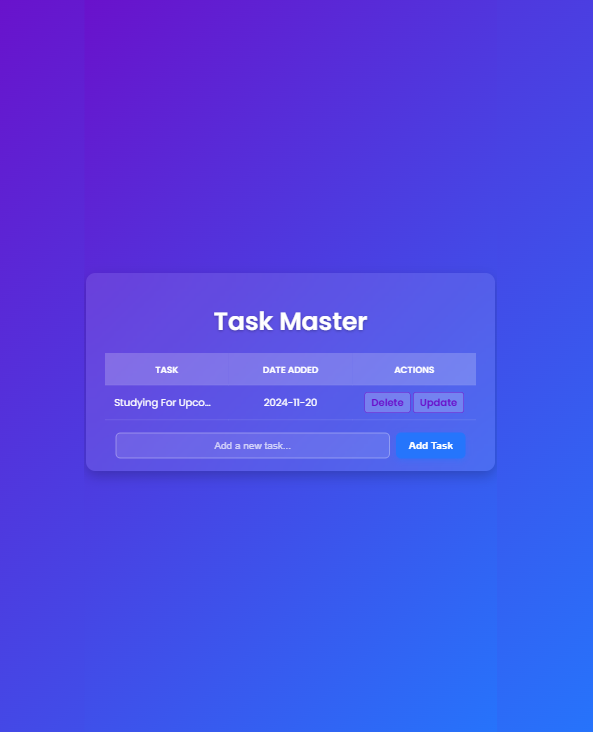 Task Master
TASK DATE ADDED ACTIONS
Studying For Upco... 2024-11-20 Delete Update
Add a new task... Add Task